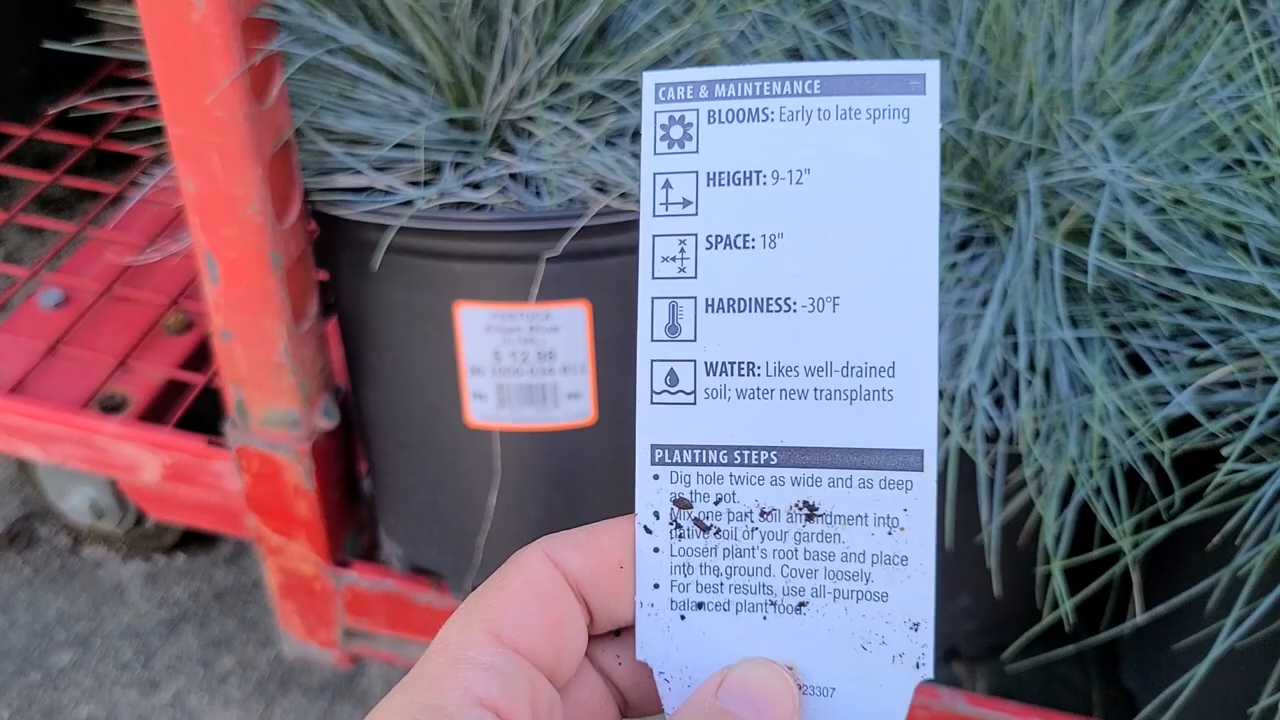 CARE & MAINTENANCE
BLOOMS: Early to late spring
HEIGHT: 9-12"
SPACE: 18"
HARDINESS: -30°F
WATER: Likes well-drained
soil; water new transplants
PLANTING STEPS
• Dig hole twice as wide and as deep
as the pot.
• Mix one part soil amendment into
native soil of your garden.
• Loosen plant's root base and place
into the ground. Cover loosely.
• For best results, use all-purpose
balanced plant food.
23307
FESTUCA
$ 12.98